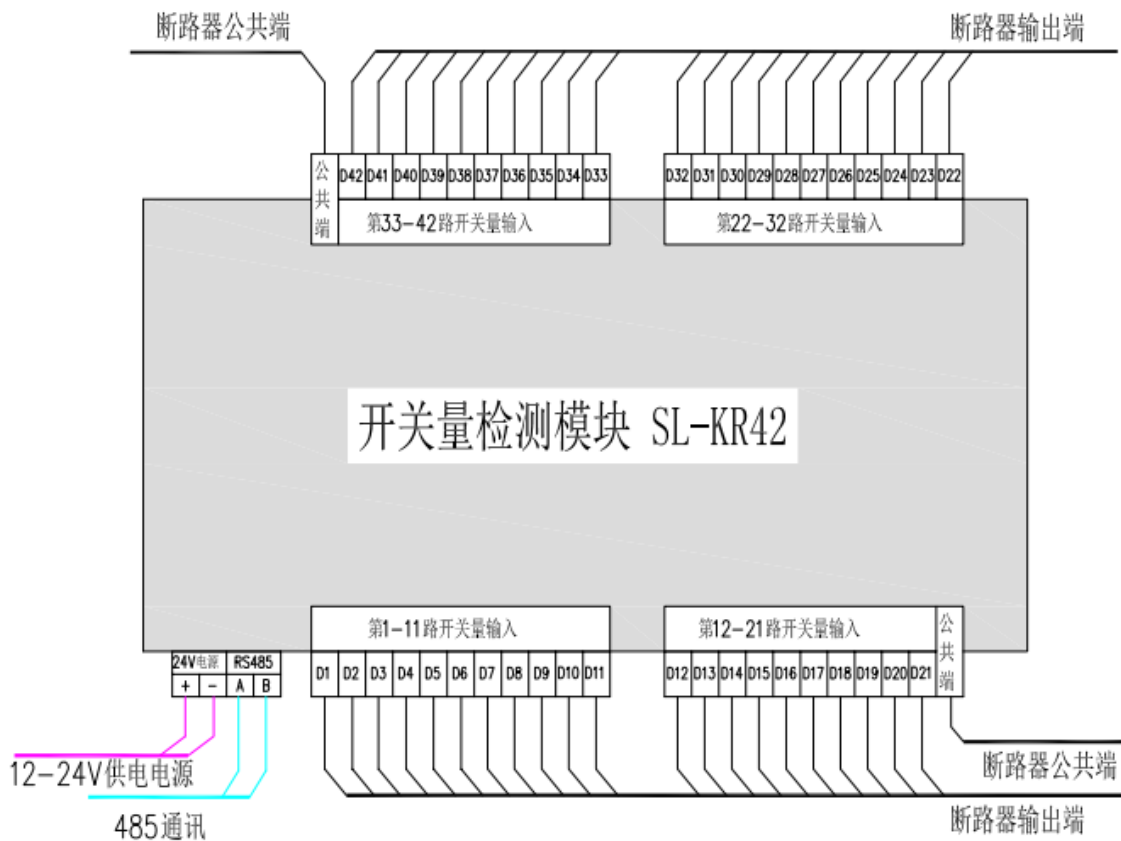 断路器公共端
断路器输出端
公共端
D42 D41 D40 D39 D38 D37 D36 D35 D34 D33
D32 D31 D30 D29 D28 D27 D26 D25 D24 D23 D22
第33-42路开关量输入
第22-32路开关量输入
开关量检测模块 SL-KR42
第1-11路开关量输入
第12-21路开关量输入
公共端
24V电源 RS485
+ - A B
D1 D2 D3 D4 D5 D6 D7 D8 D9 D10 D11
D12 D13 D14 D15 D16 D17 D18 D19 D20 D21
12-24V供电电源
断路器公共端
485通讯
断路器输出端